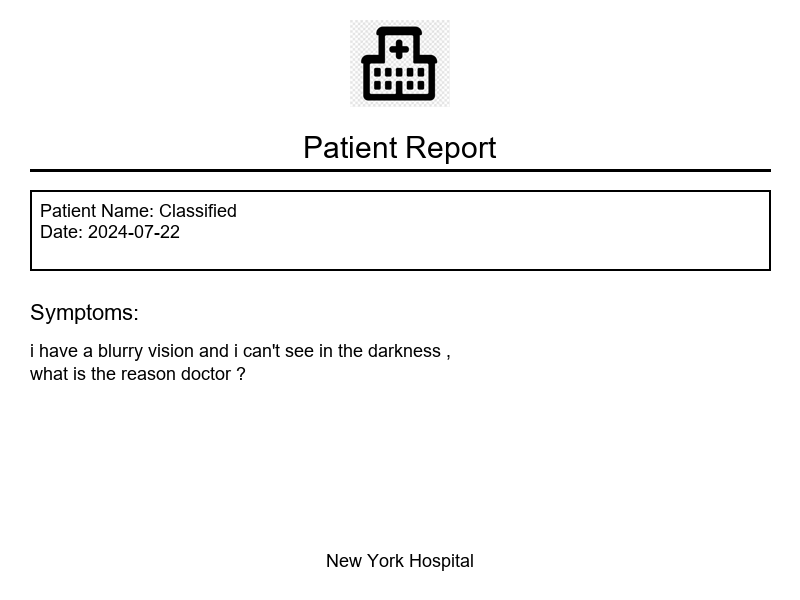 Patient Report
Patient Name: Classified
Date: 2024-07-22
Symptoms:
i have a blurry vision and i can't see in the darkness ,
what is the reason doctor ?
New York Hospital